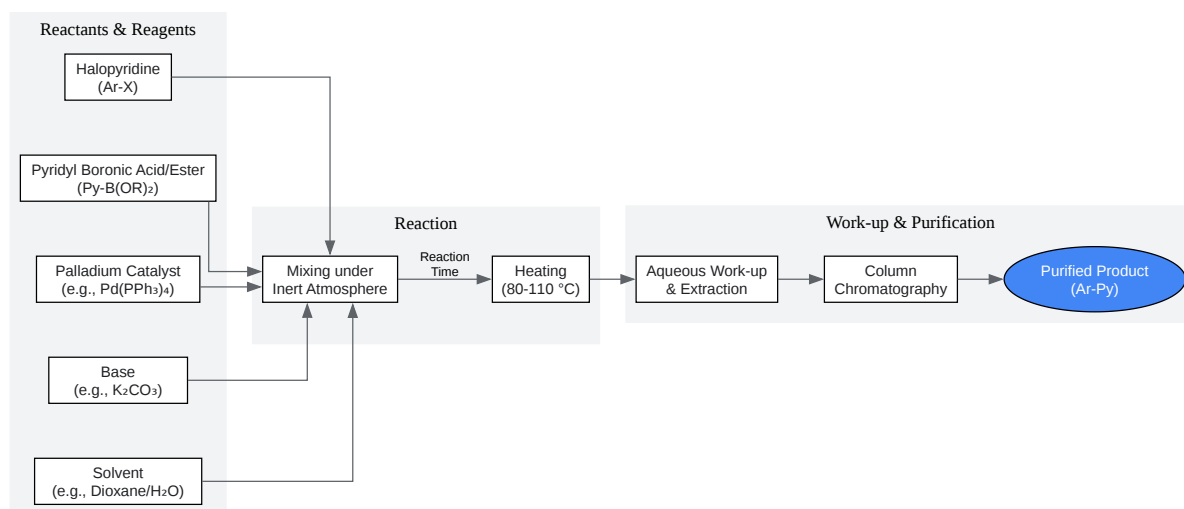 Reactants & Reagents
Halopyridine
(Ar-X)
Pyridyl Boronic Acid/Ester
(Py-B(OR)₂)
Palladium Catalyst
(e.g., Pd(PPh₃)₄)
Base
(e.g., K₂CO₃)
Solvent
(e.g., Dioxane/H₂O)
Reaction
Mixing under
Inert Atmosphere
Reaction
Time
Heating
(80-110 °C)
Work-up & Purification
Aqueous Work-up
& Extraction
Column
Chromatography
Purified Product
(Ar-Py)